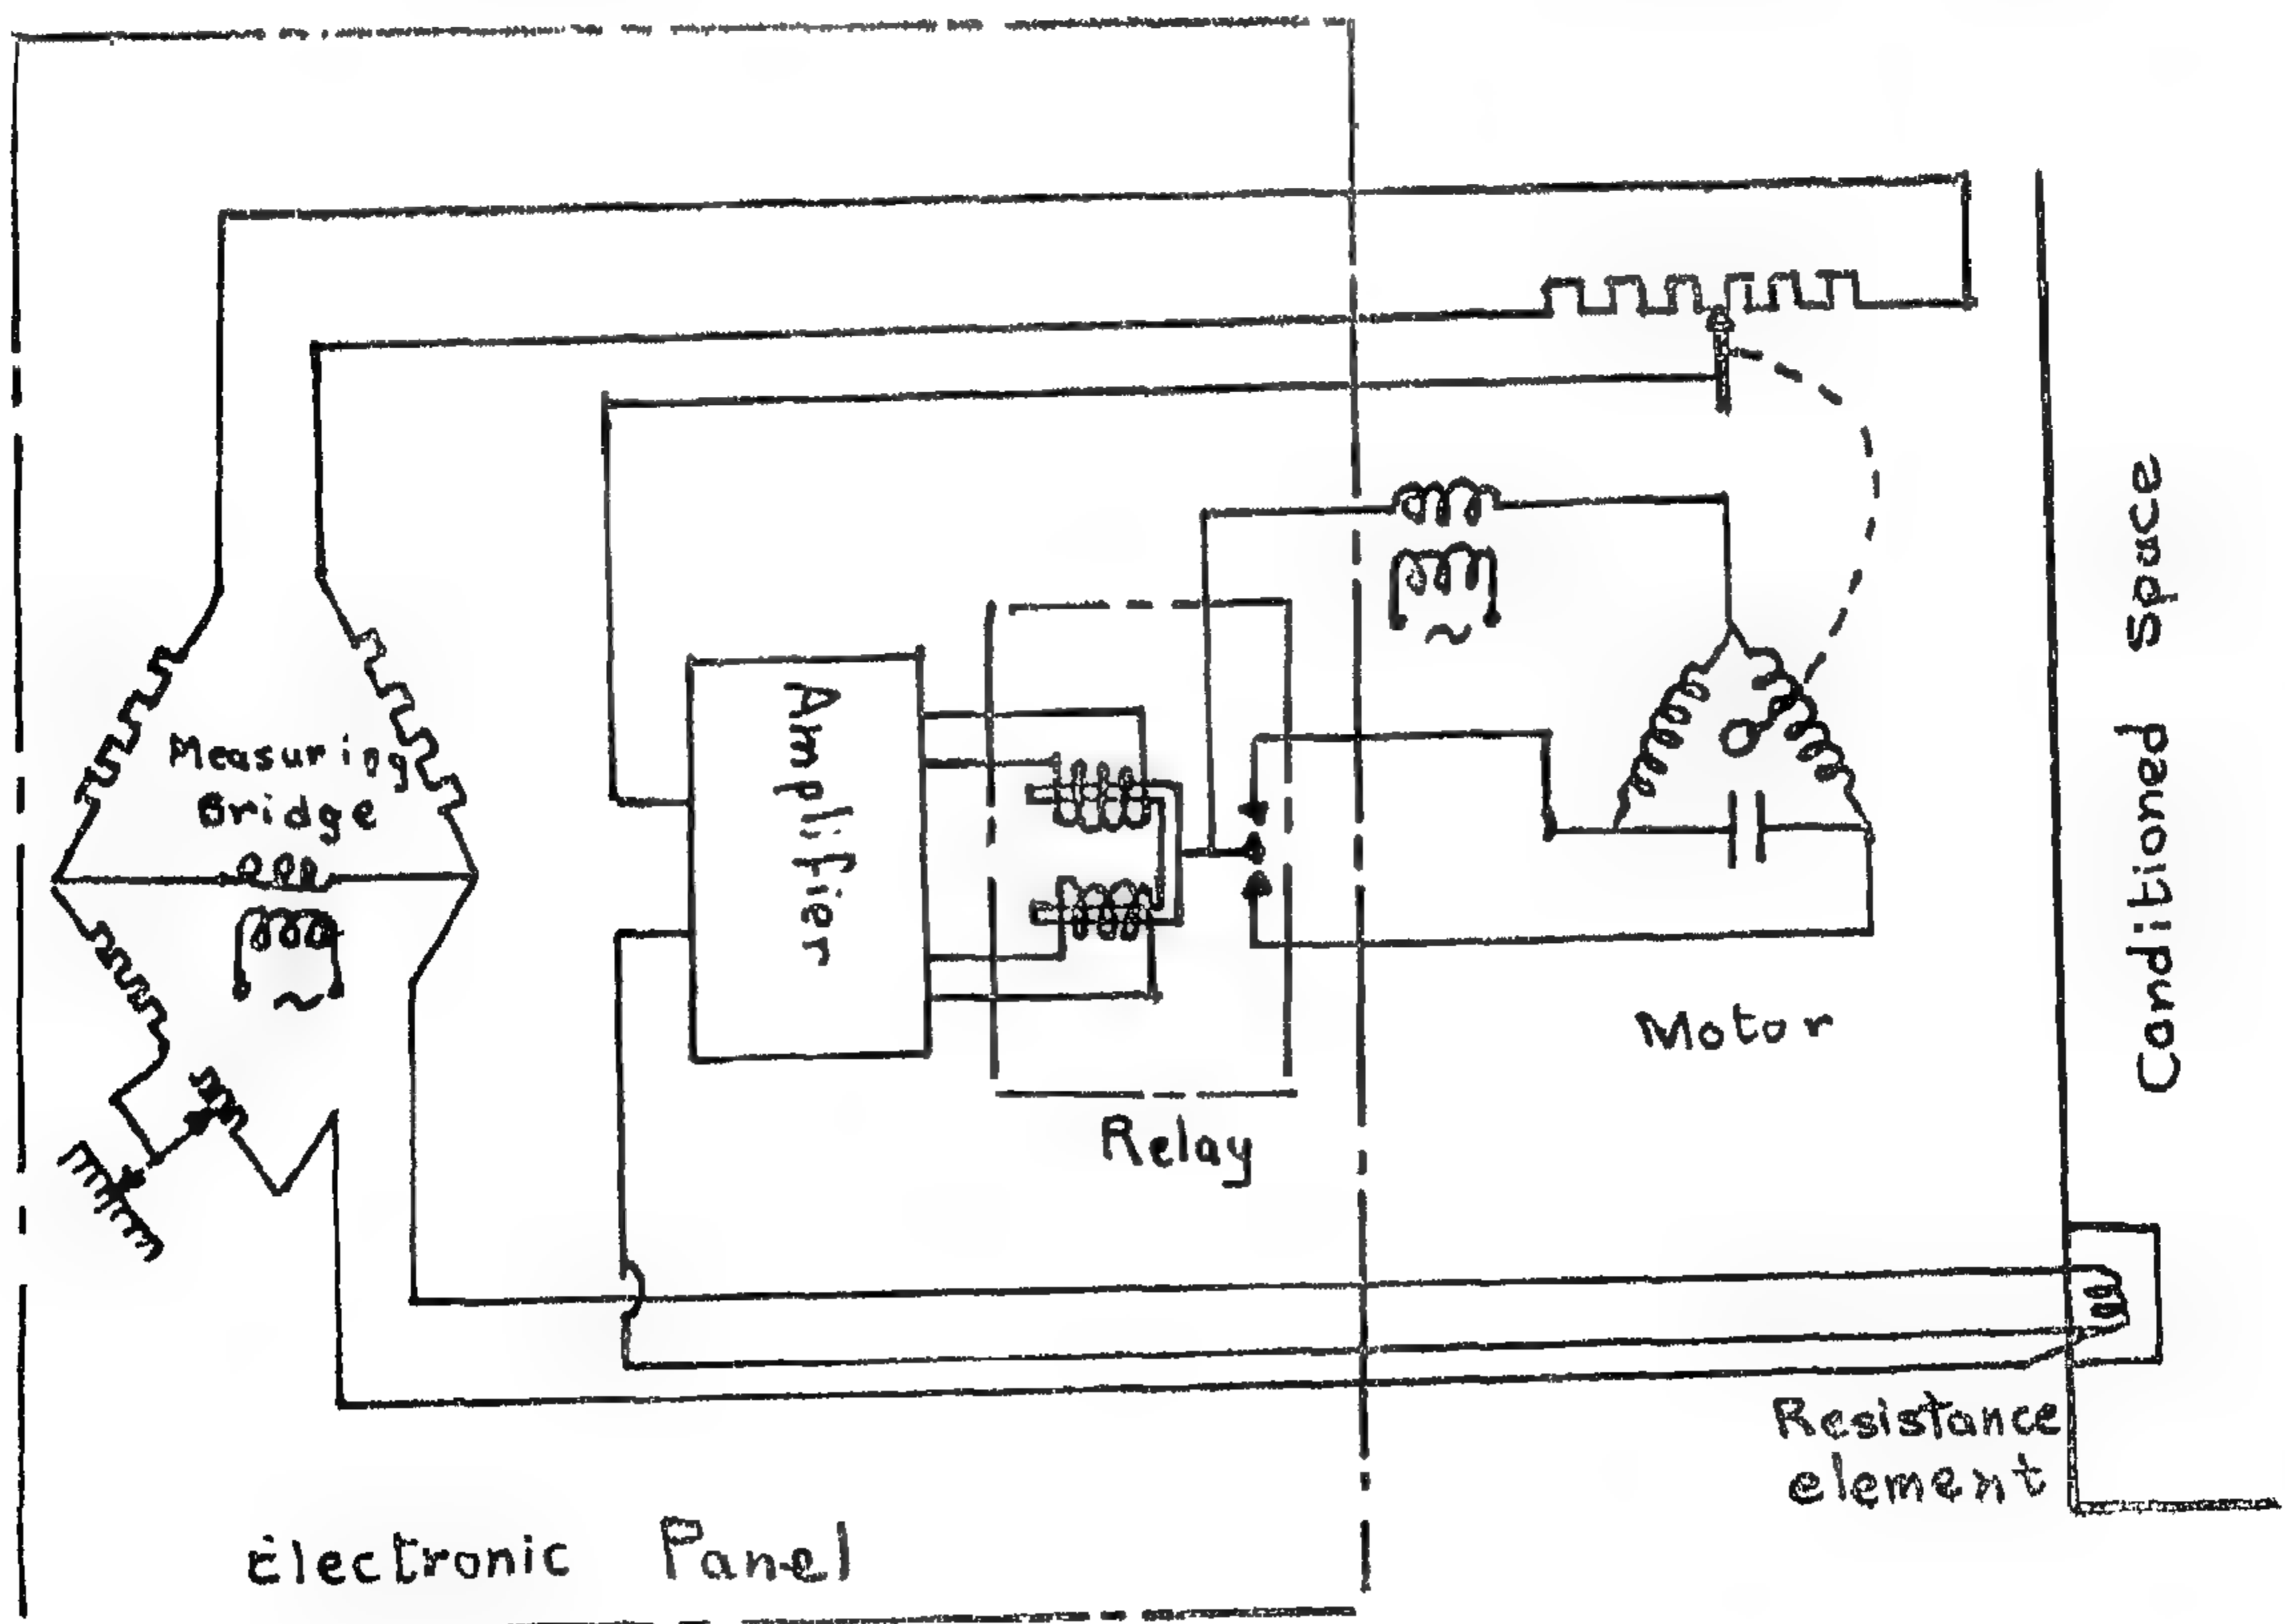 Measuring
Bridge
Amplifier
Relay
Motor
Conditioned Space
Resistance
element
Electronic Panel